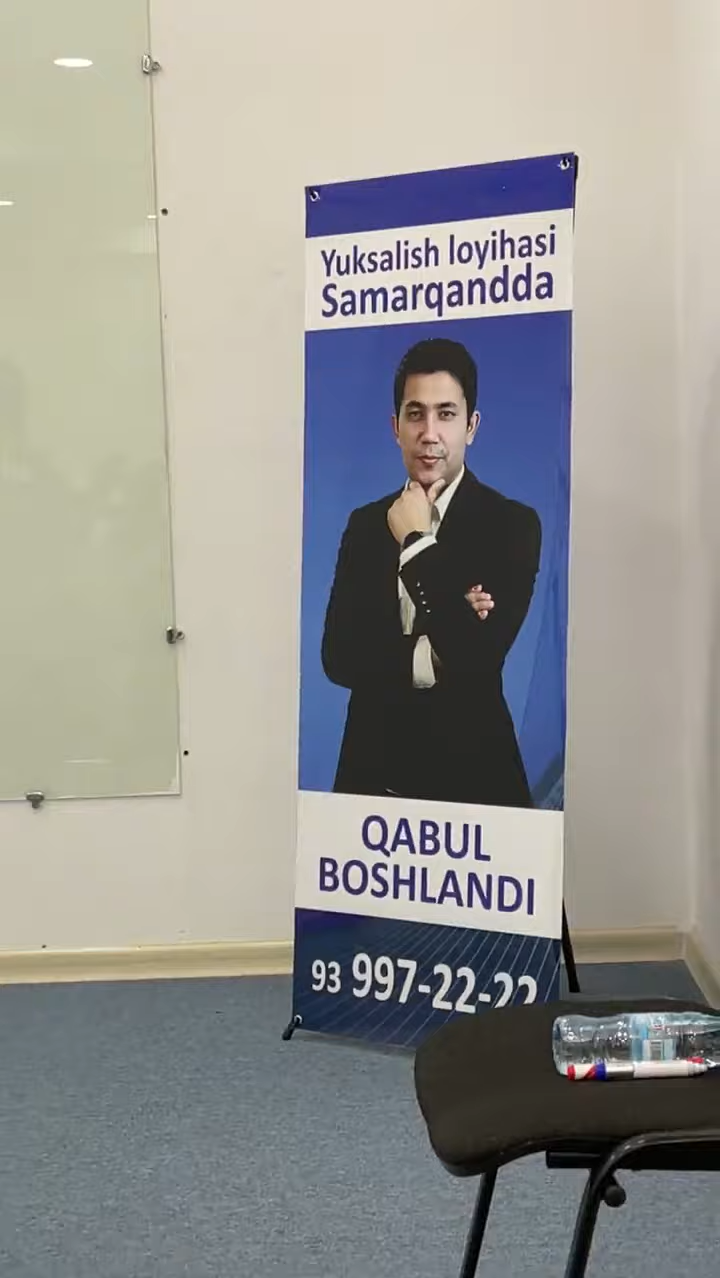 Yuksalish loyihasi
Samarqandda
QABUL
BOSHLANDI
93 997-22-22